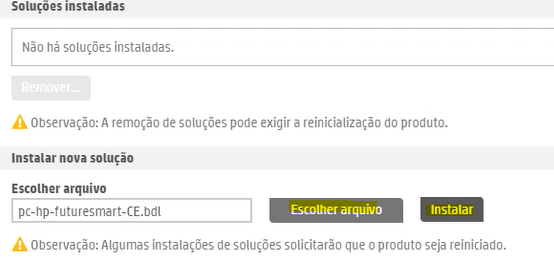 Soluções instaladas
Não há soluções instaladas.
Remover...
Observação: A remoção de soluções pode exigir a reinicialização do produto.
Instalar nova solução
Escolher arquivo
pc-hp-futuresmart-CE.bdl Escolher arquivo Instalar
Observação: Algumas instalações de soluções solicitarão que o produto seja reiniciado.